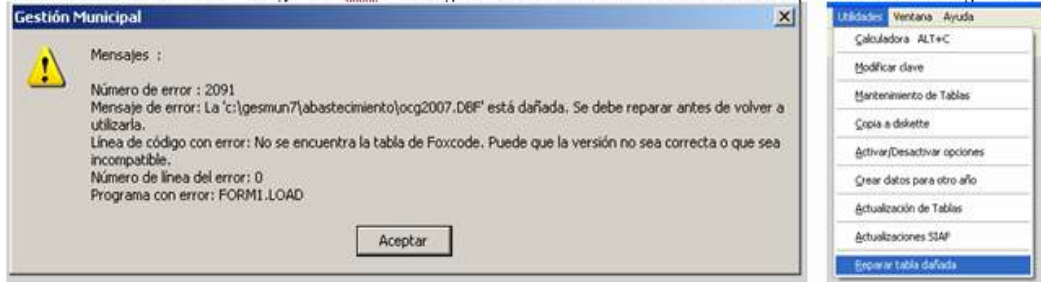 Gestión Municipal
Mensajes :
Número de error : 2091
Mensaje de error: La 'c:\gesmun7\abastecimiento\ocg2007.DBF' está dañada. Se debe reparar antes de volver a
utilizarla.
Línea de código con error: No se encuentra la tabla de Foxcode. Puede que la versión no sea correcta o que sea
incompatible.
Número de línea del error: 0
Programa con error: FORM1.LOAD
Aceptar
Utilidades Ventana Ayuda
Calculadora ALT+C
Modificar clave
Mantenimiento de Tablas
Copia a diskette
Activar/Desactivar opciones
Crear datos para otro año
Actualización de Tablas
Actualizaciones SIAF
Reparar tabla dañada